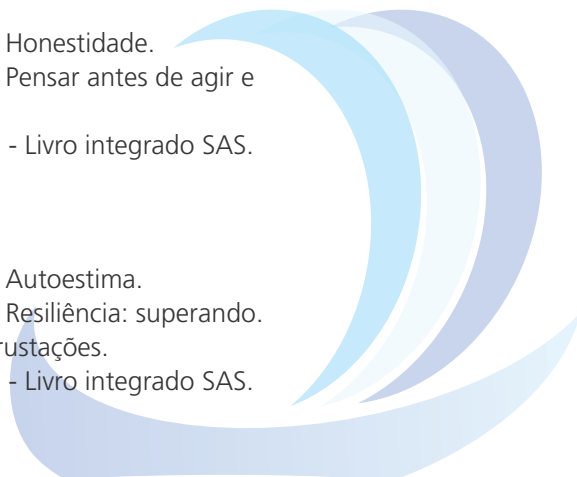 Honestidade.
Pensar antes de agir e
- Livro integrado SAS.
Autoestima.
Resiliência: superando.
rustações.
- Livro integrado SAS.